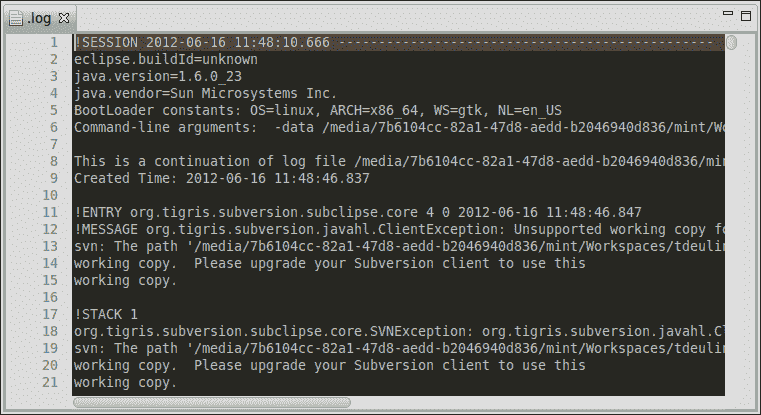 .log
1 !SESSION 2012-06-16 11:48:10.666 -----------------------------------------------
2 eclipse.buildId=unknown
3 java.version=1.6.0_23
4 java.vendor=Sun Microsystems Inc.
5 BootLoader constants: OS=linux, ARCH=x86_64, WS=gtk, NL=en_US
6 Command-line arguments:  -data /media/7b6104cc-82a1-47d8-aedd-b2046940d836/mint/Wo
7
8 This is a continuation of log file /media/7b6104cc-82a1-47d8-aedd-b2046940d836/min
9 Created Time: 2012-06-16 11:48:46.837
10
11 !ENTRY org.tigris.subversion.subclipse.core 4 0 2012-06-16 11:48:46.847
12 !MESSAGE org.tigris.subversion.javahl.ClientException: Unsupported working copy fo
13 svn: The path '/media/7b6104cc-82a1-47d8-aedd-b2046940d836/mint/Workspaces/tdeulin
14 working copy.  Please upgrade your Subversion client to use this
15 working copy.
16
17 !STACK 1
18 org.tigris.subversion.subclipse.core.SVNException: org.tigris.subversion.javahl.Cl
19 svn: The path '/media/7b6104cc-82a1-47d8-aedd-b2046940d836/mint/Workspaces/tdeulin
20 working copy.  Please upgrade your Subversion client to use this
21 working copy.